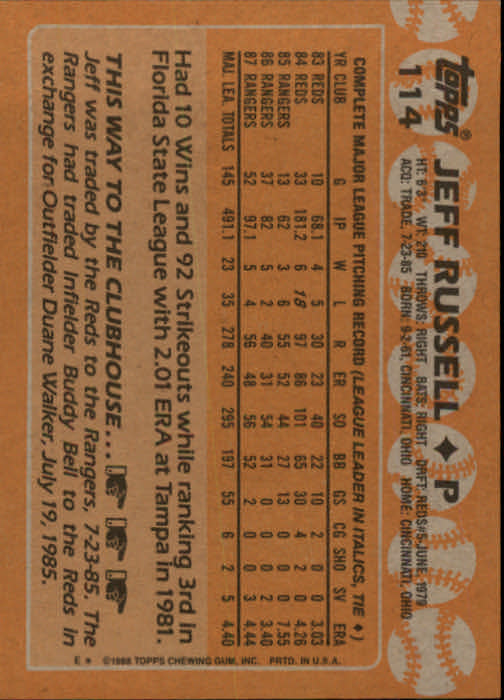 topps® JEFF RUSSELL ♦ P
114
HT: 6'3" WT: 210 THROWS: RIGHT BATS: RIGHT DRFT: REDS #5-JUNE, 1979
ACQ: TRADE, 7-23-85 BORN: 9-2-61, CINCINNATI, OHIO HOME: CINCINNATI, OHIO
COMPLETE MAJOR LEAGUE PITCHING RECORD (LEAGUE LEADER IN ITALICS, TIE ♦)
YR CLUB G IP W L R ER SO BB GS CG SHO SV ERA
83 REDS 10 68.1 4 5 30 23 40 22 10 2 0 0 3.03
84 REDS 33 181.2 6 18 97 86 101 65 30 4 2 0 4.26
85 RANGERS 13 62 3 6 55 52 44 27 13 0 0 0 7.55
86 RANGERS 37 82 5 2 40 31 54 31 0 0 0 2 3.40
87 RANGERS 52 97.1 5 4 56 48 56 52 2 0 0 3 4.44
MAJ. LEA. TOTALS 145 491.1 23 35 278 240 295 197 55 6 2 5 4.40
Had 10 Wins and 92 Strikeouts while ranking 3rd in
Florida State League with 2.01 ERA at Tampa in 1981.
THIS WAY TO THE CLUBHOUSE...
Jeff was traded by the Reds to the Rangers, 7-23-85. The
Rangers had traded Infielder Buddy Bell to the Reds in
exchange for Outfielder Duane Walker, July 19, 1985.
E * ©1988 TOPPS CHEWING GUM, INC. PRTD. IN U.S.A.